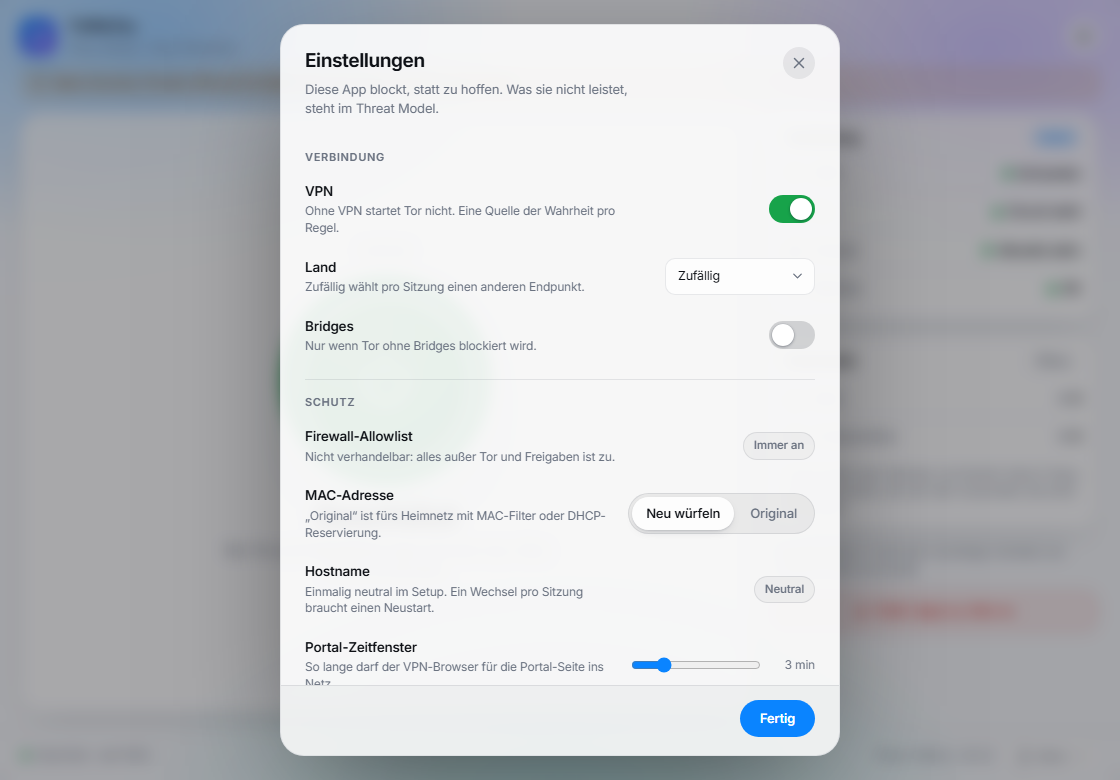 Einstellungen
Diese App blockt, statt zu hoffen. Was sie nicht leistet,
steht im Threat Model.
VERBINDUNG
VPN
Ohne VPN startet Tor nicht. Eine Quelle der Wahrheit pro
Regel.
Land
Zufällig wählt pro Sitzung einen anderen Endpunkt.
Zufällig
Bridges
Nur wenn Tor ohne Bridges blockiert wird.
SCHUTZ
Firewall-Allowlist
Nicht verhandelbar: alles außer Tor und Freigaben ist zu.
Immer an
MAC-Adresse
„Original“ ist fürs Heimnetz mit MAC-Filter oder DHCP-
Reservierung.
Neu würfeln Original
Hostname
Einmalig neutral im Setup. Ein Wechsel pro Sitzung
braucht einen Neustart.
Neutral
Portal-Zeitfenster
So lange darf der VPN-Browser für die Portal-Seite ins
Netz.
3 min
Fertig